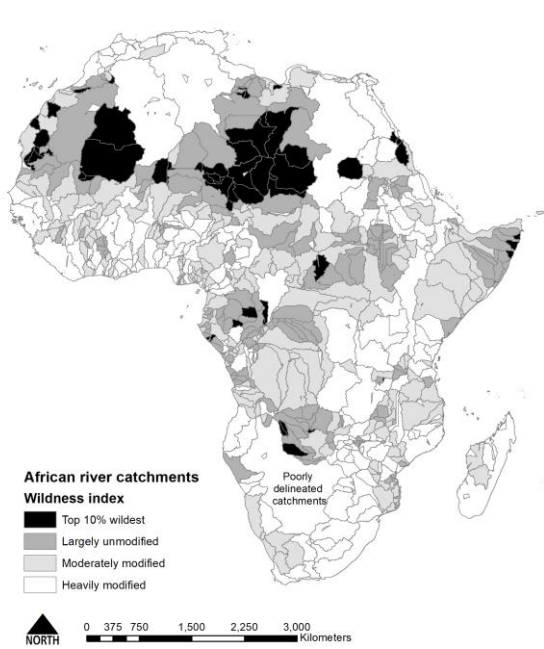 Poorly
delineated
catchments
African river catchments
Wildness index
Top 10% wildest
Largely unmodified
Moderately modified
Heavily modified
NORTH
0 375 750 1,500 2,250 3,000
Kilometers